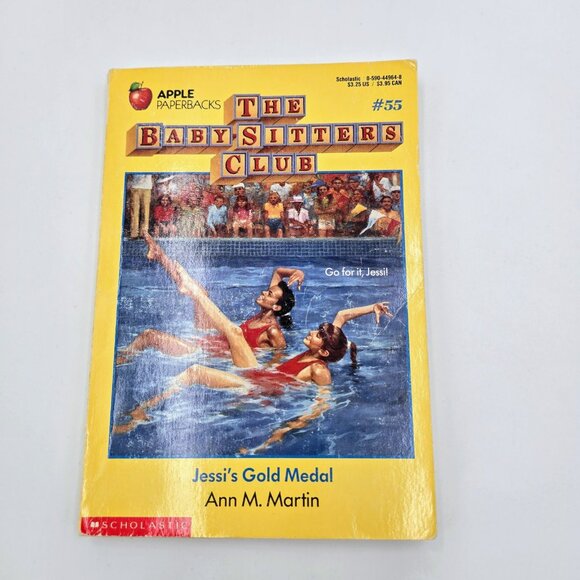 APPLE
PAPERBACKS
Scholastic 0-590-44964-8
$3.25 US / $3.95 CAN
#55
THE
BABY-SITTERS
CLUB
Go for it, Jessi!
Jessi's Gold Medal
Ann M. Martin
SCHOLASTIC